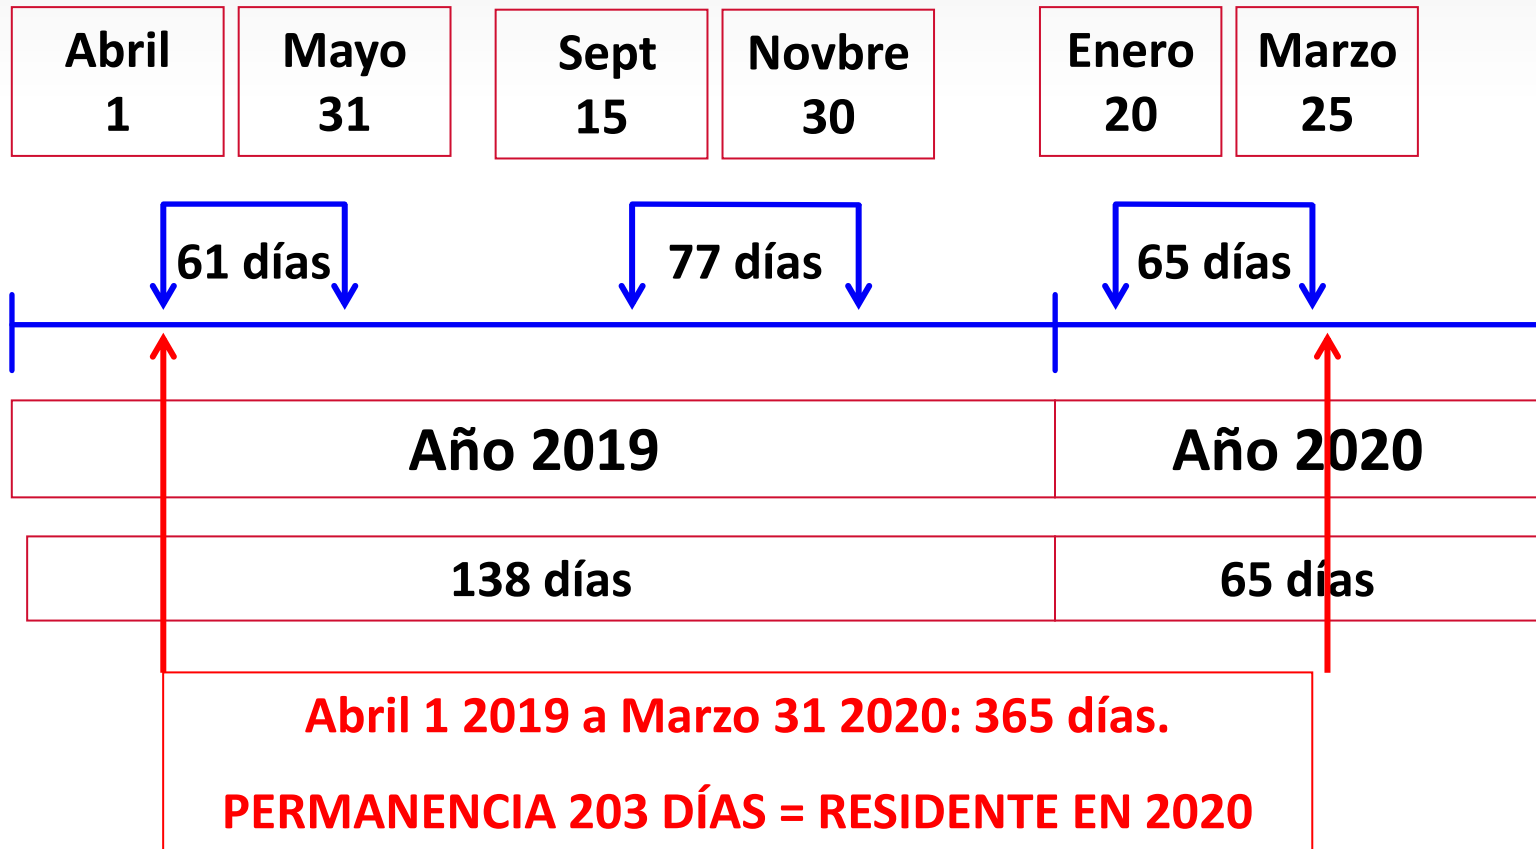 Abril
1
Mayo
31
Sept
15
Novbre
30
Enero
20
Marzo
25
61 días
77 días
65 días
Año 2019
Año 2020
138 días
65 días
Abril 1 2019 a Marzo 31 2020: 365 días.
PERMANENCIA 203 DÍAS = RESIDENTE EN 2020